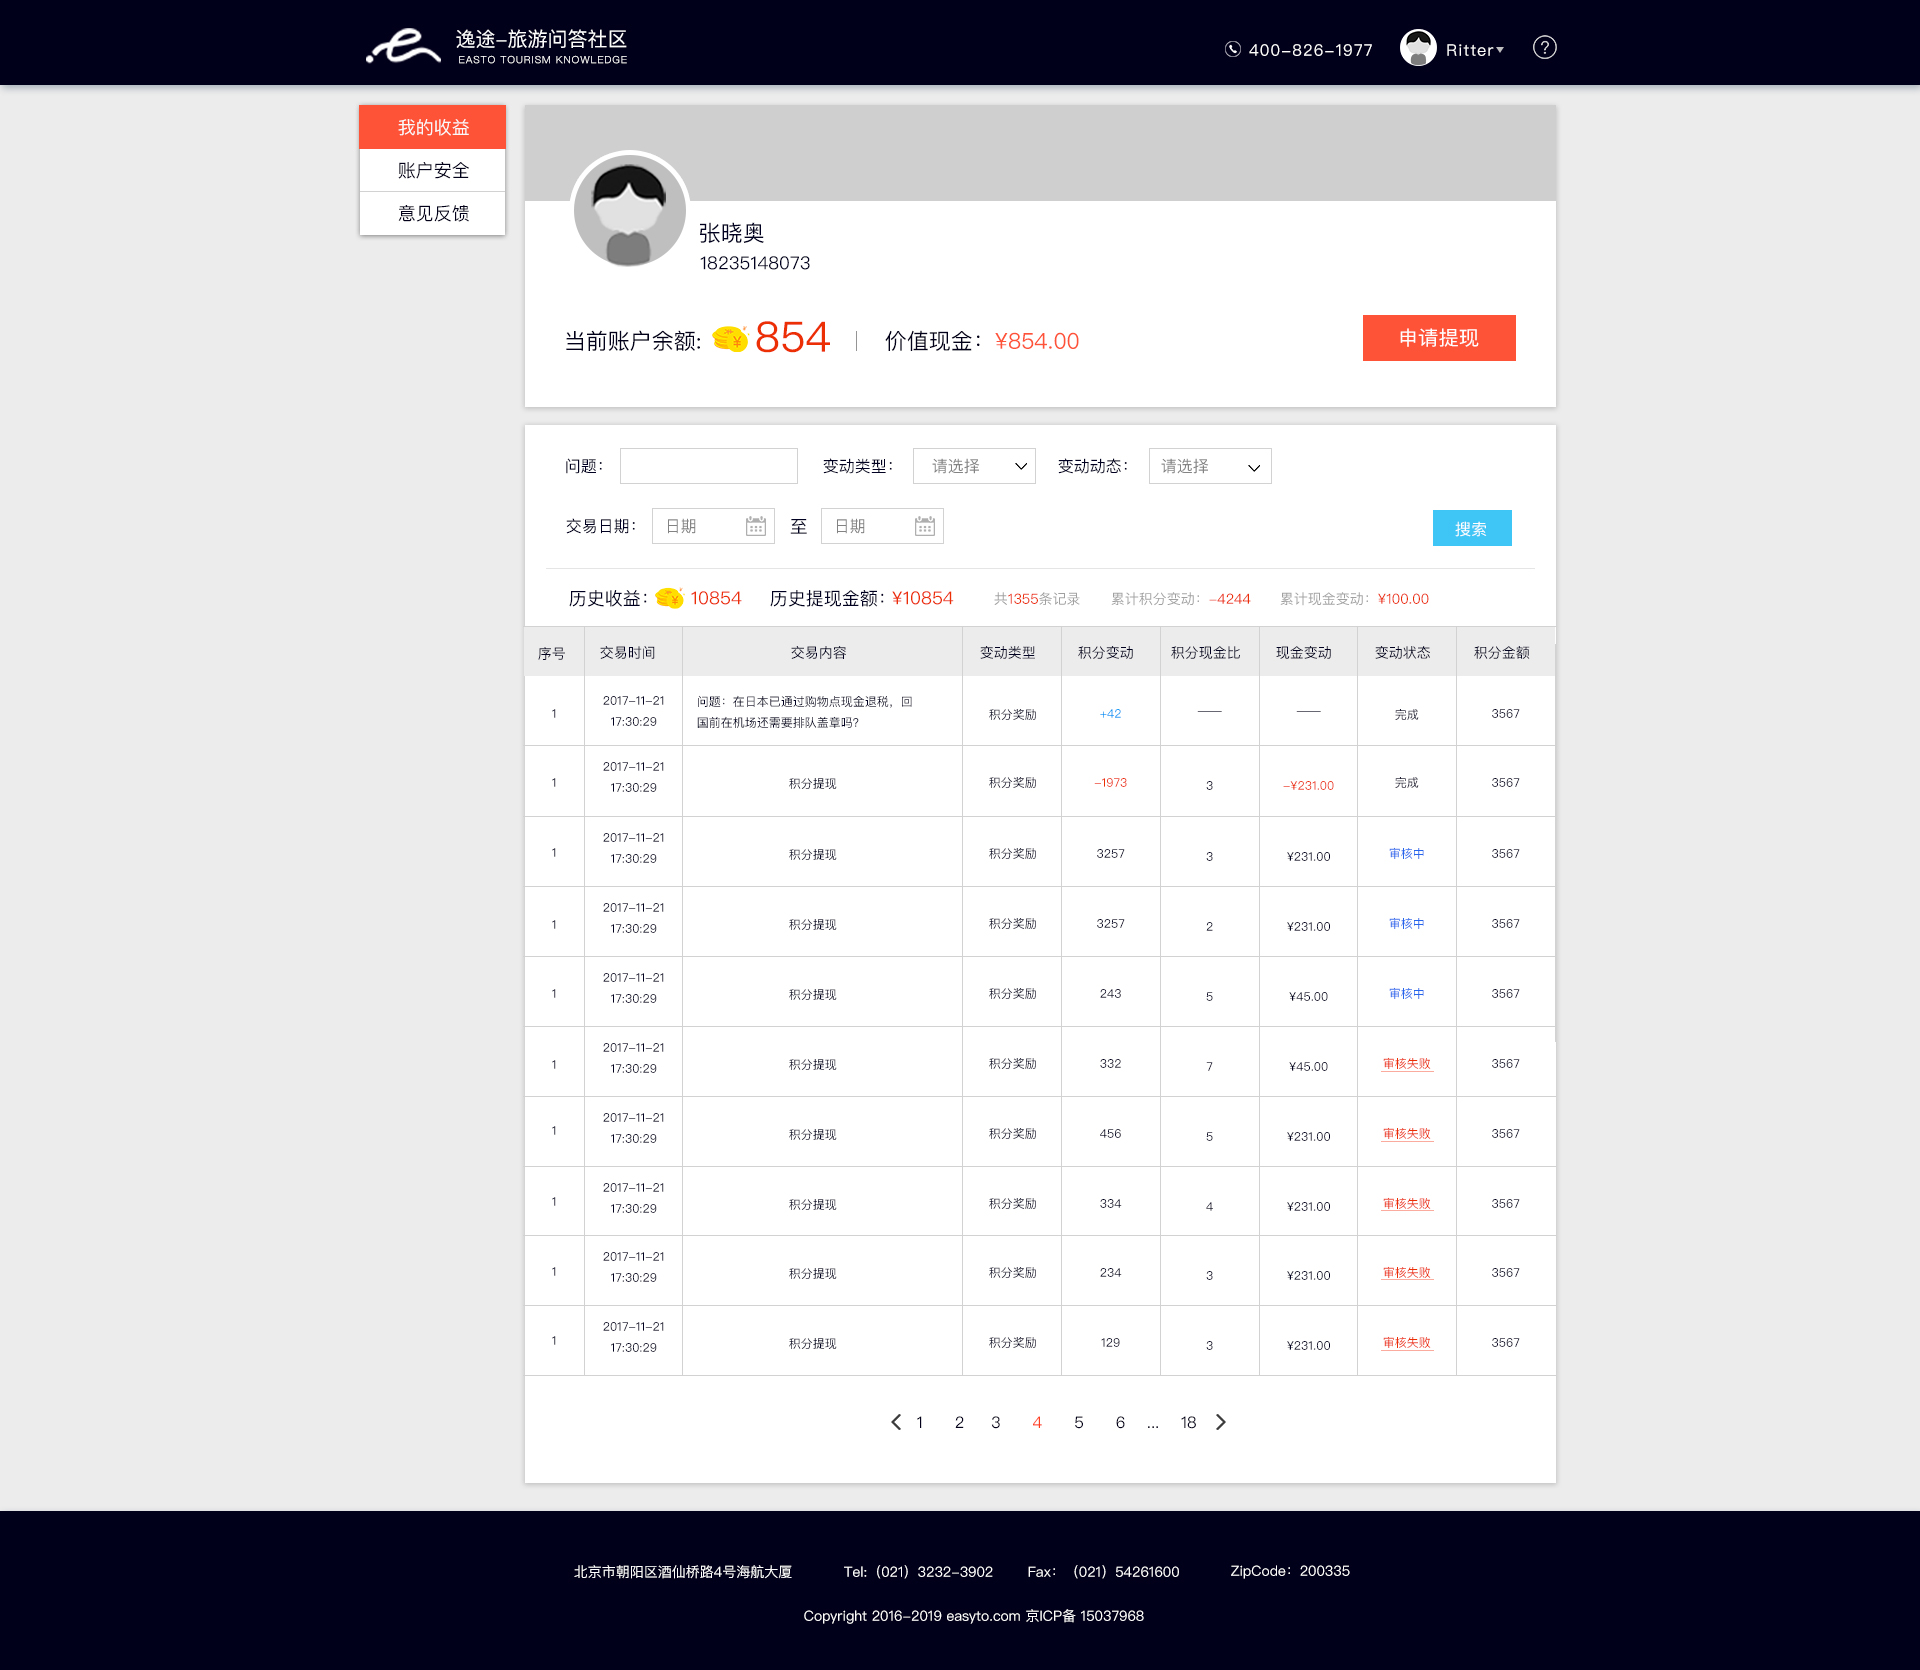 逸途-旅游问答社区
EASTO TOURISM KNOWLEDGE
400-826-1977
Ritter
?
我的收益
账户安全
意见反馈
张晓奥
18235148073
当前账户余额: 854 价值现金: ¥854.00
申请提现
问题: 变动类型: 请选择 变动动态: 请选择
交易日期: 日期 至 日期
搜索
历史收益: 10854 历史提现金额: ¥10854 共1355条记录 累计积分变动: -4244 累计现金变动: ¥100.00
序号 交易时间 交易内容 变动类型 积分变动 积分现金比 现金变动 变动状态 积分金额
1 2017-11-21 17:30:29 问题: 在日本已通过购物点现金退税, 回国前在机场还需要排队盖章吗? 积分奖励 +42 —— —— 完成 3567
1 2017-11-21 17:30:29 积分提现 积分奖励 -1973 3 -¥231.00 完成 3567
1 2017-11-21 17:30:29 积分提现 积分奖励 3257 3 ¥231.00 审核中 3567
1 2017-11-21 17:30:29 积分提现 积分奖励 3257 2 ¥231.00 审核中 3567
1 2017-11-21 17:30:29 积分提现 积分奖励 243 5 ¥45.00 审核中 3567
1 2017-11-21 17:30:29 积分提现 积分奖励 332 7 ¥45.00 审核失败 3567
1 2017-11-21 17:30:29 积分提现 积分奖励 456 5 ¥231.00 审核失败 3567
1 2017-11-21 17:30:29 积分提现 积分奖励 334 4 ¥231.00 审核失败 3567
1 2017-11-21 17:30:29 积分提现 积分奖励 234 3 ¥231.00 审核失败 3567
1 2017-11-21 17:30:29 积分提现 积分奖励 129 3 ¥231.00 审核失败 3567
1 2 3 4 5 6 ... 18
北京市朝阳区酒仙桥路4号海航大厦 Tel: (021) 3232-3902 Fax: (021) 54261600 ZipCode: 200335
Copyright 2016-2019 easyto.com 京ICP备 15037968